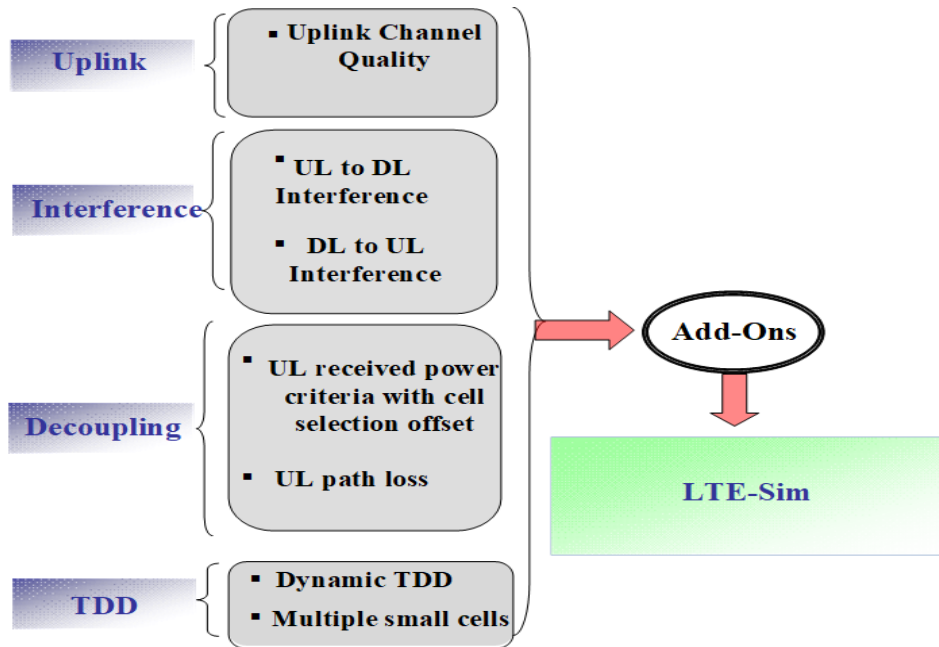 Uplink
▪ Uplink Channel
Quality
Interference
▪ UL to DL
Interference
▪ DL to UL
Interference
Decoupling
▪ UL received power
criteria with cell
selection offset
▪ UL path loss
TDD
▪ Dynamic TDD
▪ Multiple small cells
Add-Ons
LTE-Sim